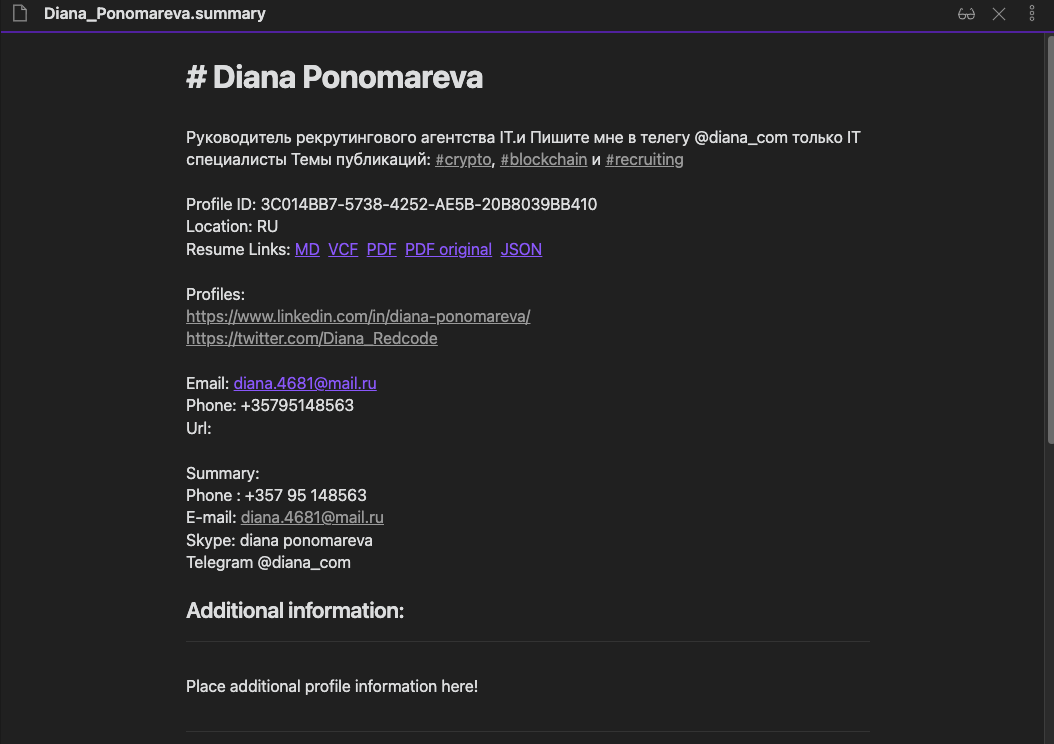 Diana_Ponomareva.summary
# Diana Ponomareva
Руководитель рекрутингового агентства IT.и Пишите мне в телегу @diana_com только IT
специалисты Темы публикаций: #crypto, #blockchain и #recruiting
Profile ID: 3C014BB7-5738-4252-AE5B-20B8039BB410
Location: RU
Resume Links: MD VCF PDF PDF original JSON
Profiles:
https://www.linkedin.com/in/diana-ponomareva/
https://twitter.com/Diana_Redcode
Email: diana.4681@mail.ru
Phone: +35795148563
Url:
Summary:
Phone : +357 95 148563
E-mail: diana.4681@mail.ru
Skype: diana ponomareva
Telegram @diana_com
Additional information:
Place additional profile information here!